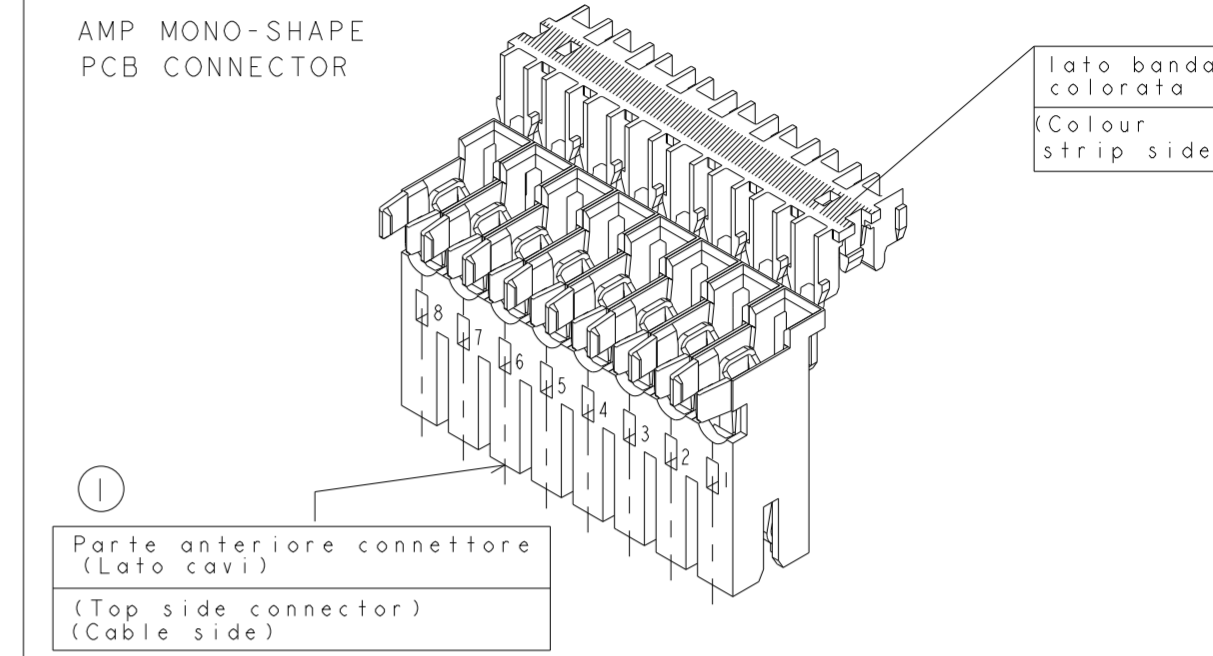 AMP MONO-SHAPE
PCB CONNECTOR
lato banda
colorata
(Colour
strip side
8
7
6
5
4
3
2
1
1
Parte anteriore connettore
(Lato cavi)
(Top side connector)
(Cable side)